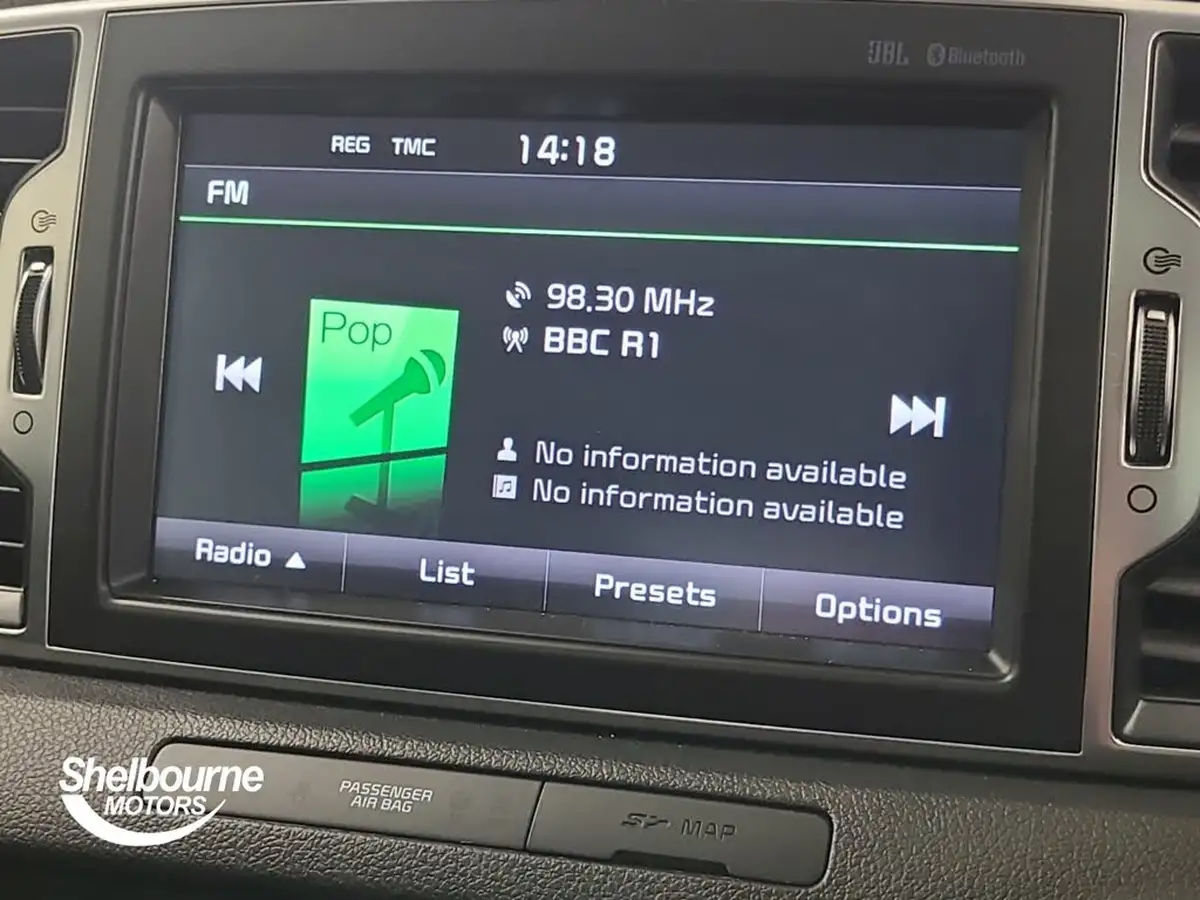 JBL Bluetooth
REG TMC 14:18
FM
98.30 MHz
Pop
BBC R1
No information available
No information available
Radio ▲ List Presets Options
Shelbourne
MOTORS
PASSENGER
AIR BAG
SD MAP